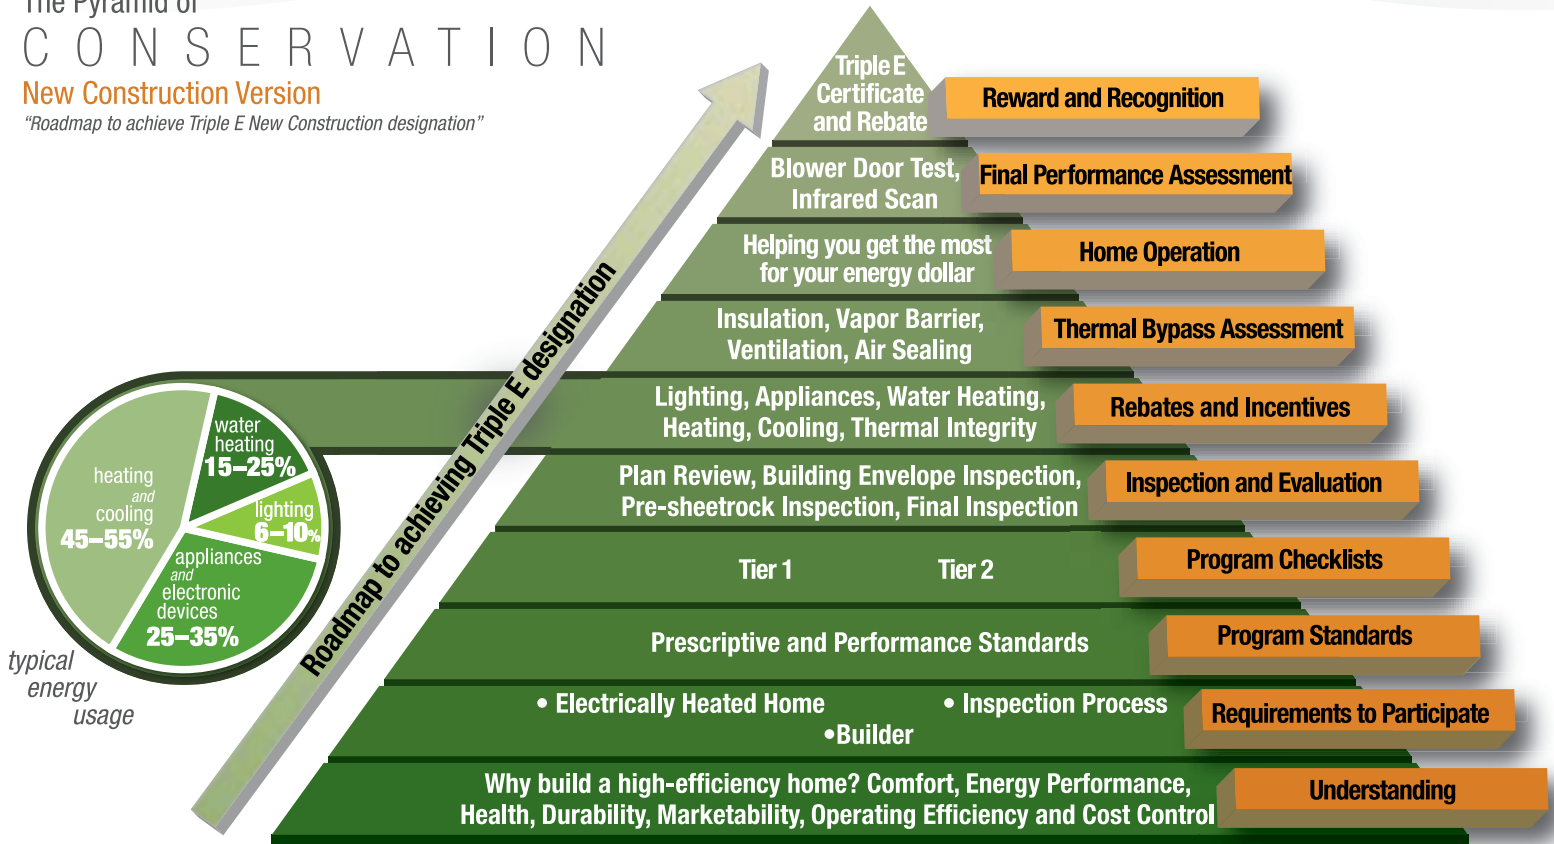 The Pyramid of
CONSERVATION
New Construction Version
“Roadmap to achieve Triple E New Construction designation”
Triple E
Certificate
and Rebate
Reward and Recognition
Blower Door Test,
Infrared Scan
Final Performance Assessment
Helping you get the most
for your energy dollar
Home Operation
Insulation, Vapor Barrier,
Ventilation, Air Sealing
Thermal Bypass Assessment
Lighting, Appliances, Water Heating,
Heating, Cooling, Thermal Integrity
Rebates and Incentives
Plan Review, Building Envelope Inspection,
Pre-sheetrock Inspection, Final Inspection
Inspection and Evaluation
Tier 1 Tier 2
Program Checklists
Prescriptive and Performance Standards
Program Standards
• Electrically Heated Home • Inspection Process
•Builder
Requirements to Participate
Why build a high-efficiency home? Comfort, Energy Performance,
Health, Durability, Marketability, Operating Efficiency and Cost Control
Understanding
Roadmap to achieving Triple E designation
water
heating
15–25%
heating
and
cooling
45–55%
lighting
6–10%
appliances
and
electronic
devices
25–35%
typical
energy
usage